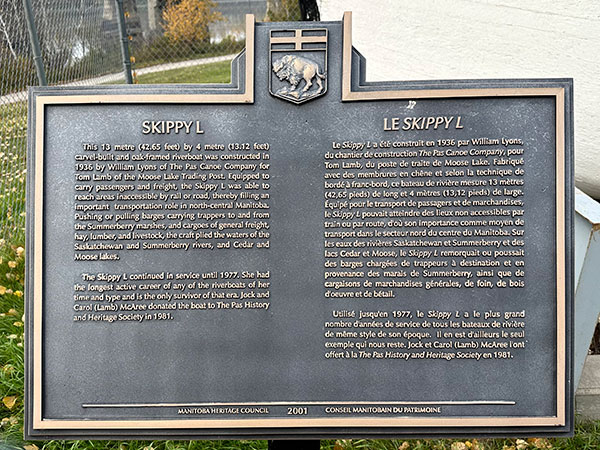 SKIPPY L
This 13 metre (42.65 feet) by 4 metre (13.12 feet)
carvel-built and oak-framed riverboat was constructed in
1936 by William Lyons of The Pas Canoe Company for
Tom Lamb of the Moose Lake Trading Post. Equipped to
carry passengers and freight, the Skippy L was able to
reach areas inaccessible by rail or road, thereby filling an
important transportation role in north-central Manitoba.
Pushing or pulling barges carrying trappers to and from
the Summerberry marshes, and cargoes of general freight,
hay, lumber, and livestock, the craft plied the waters of the
Saskatchewan and Summerberry rivers, and Cedar and
Moose lakes.
The Skippy L continued in service until 1977. She had
the longest active career of any of the riverboats of her
time and type and is the only survivor of that era. Jock and
Carol (Lamb) McAree donated the boat to The Pas History
and Heritage Society in 1981.
LE SKIPPY L
Le Skippy L a été construit en 1936 par William Lyons,
du chantier de construction The Pas Canoe Company, pour
Tom Lamb, du poste de traite de Moose Lake. Fabriqué
avec des membrures en chêne et selon la technique de
bordé à franc-bord, ce bateau de rivière mesure 13 mètres
(42,65 pieds) de long et 4 mètres (13,12 pieds) de large.
Équipé pour le transport de passagers et de marchandises,
le Skippy L pouvait atteindre des lieux non accessibles par
train ou par route, d'où son importance comme moyen de
transport dans le secteur nord du centre du Manitoba. Sur
les eaux des rivières Saskatchewan et Summerberry et des
lacs Cedar et Moose, le Skippy L remorquait ou poussait
des barges chargées de trappeurs à destination et en
provenance des marais de Summerberry, ainsi que de
cargaisons de marchandises générales, de foin, de bois
d'oeuvre et de bétail.
Utilisé jusqu'en 1977, le Skippy L a le plus grand
nombre d'années de service de tous les bateaux de rivière
de même style de son époque. Il en est d'ailleurs le seul
exemple qui nous reste. Jock et Carol (Lamb) McAree l'ont
offert à la The Pas History and Heritage Society en 1981.
MANITOBA HERITAGE COUNCIL 2001 CONSEIL MANITOBAIN DU PATRIMOINE